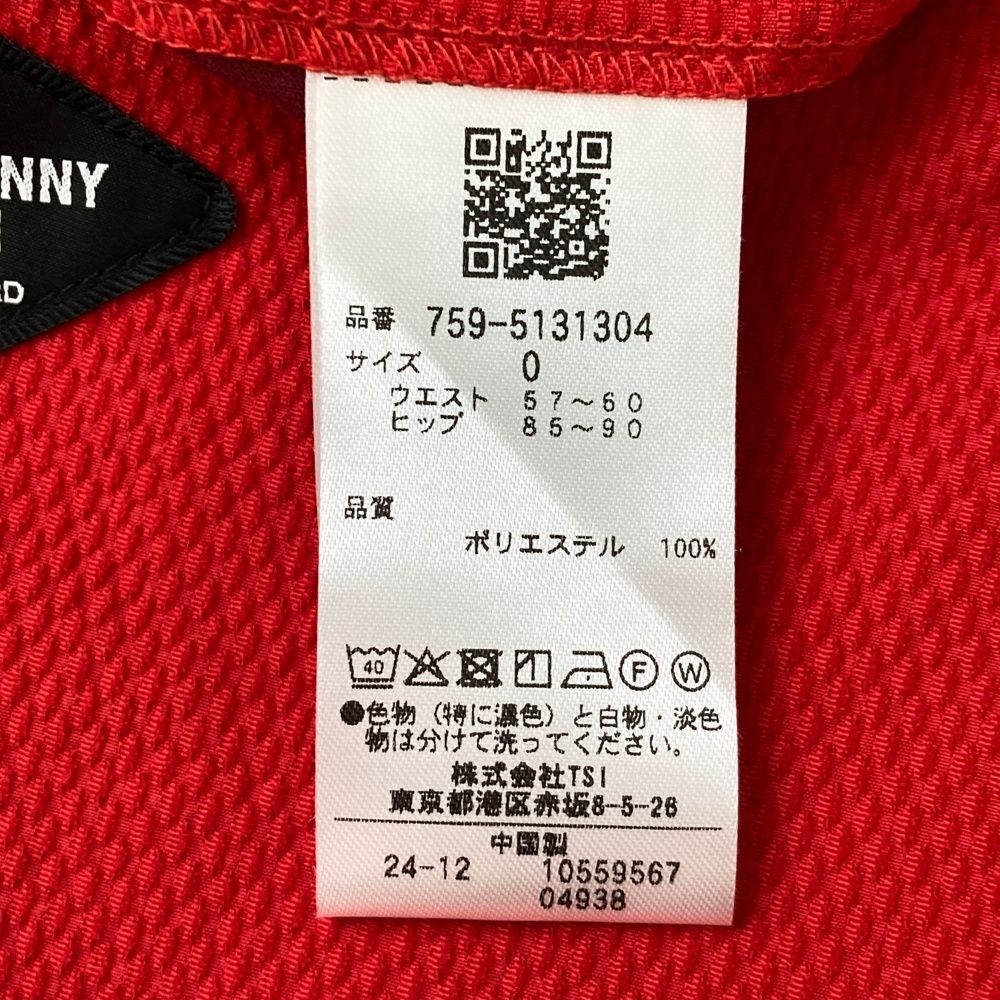 NNY
RD
品番 759-5131304
サイズ 0
ウエスト 57～60
ヒップ 85～90
品質
ポリエステル 100%
40
F
W
●色物（特に濃色）と白物・淡色
物は分けて洗ってください。
株式会社TSI
東京都港区赤坂8-5-26
中国製
24-12 10559567
04938